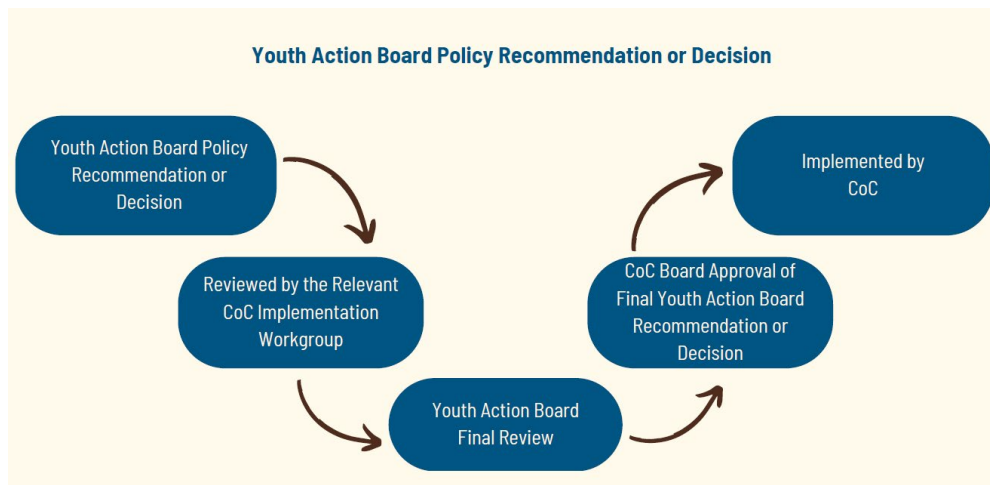 Youth Action Board Policy Recommendation or Decision
Youth Action Board Policy
Recommendation or
Decision
Reviewed by the Relevant
CoC Implementation
Workgroup
Youth Action Board
Final Review
CoC Board Approval of
Final Youth Action Board
Recommendation or
Decision
Implemented by
CoC